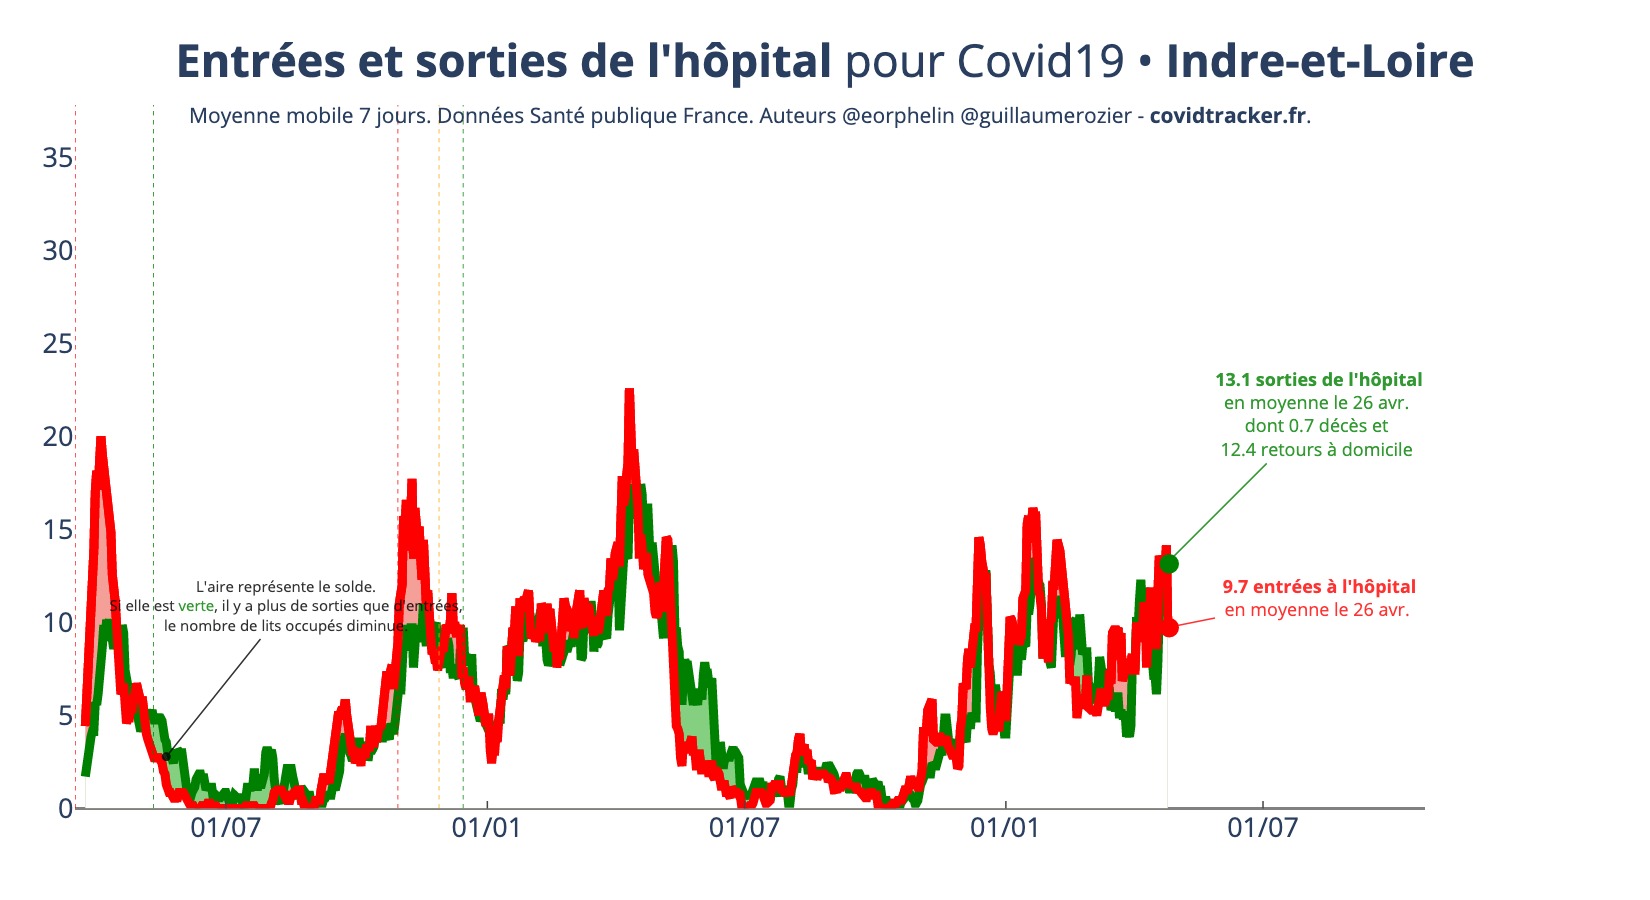 Entrées et sorties de l'hôpital pour Covid19 • Indre-et-Loire
Moyenne mobile 7 jours. Données Santé publique France. Auteurs @eorphelin @guillaumerozier - covidtracker.fr.
35
30
25
20
15
10
5
0
13.1 sorties de l'hôpital
en moyenne le 26 avr.
dont 0.7 décès et
12.4 retours à domicile
9.7 entrées à l'hôpital
en moyenne le 26 avr.
L'aire représente le solde.
Si elle est verte, il y a plus de sorties que d'entrées,
le nombre de lits occupés diminue.
01/07
01/01
01/07
01/01
01/07